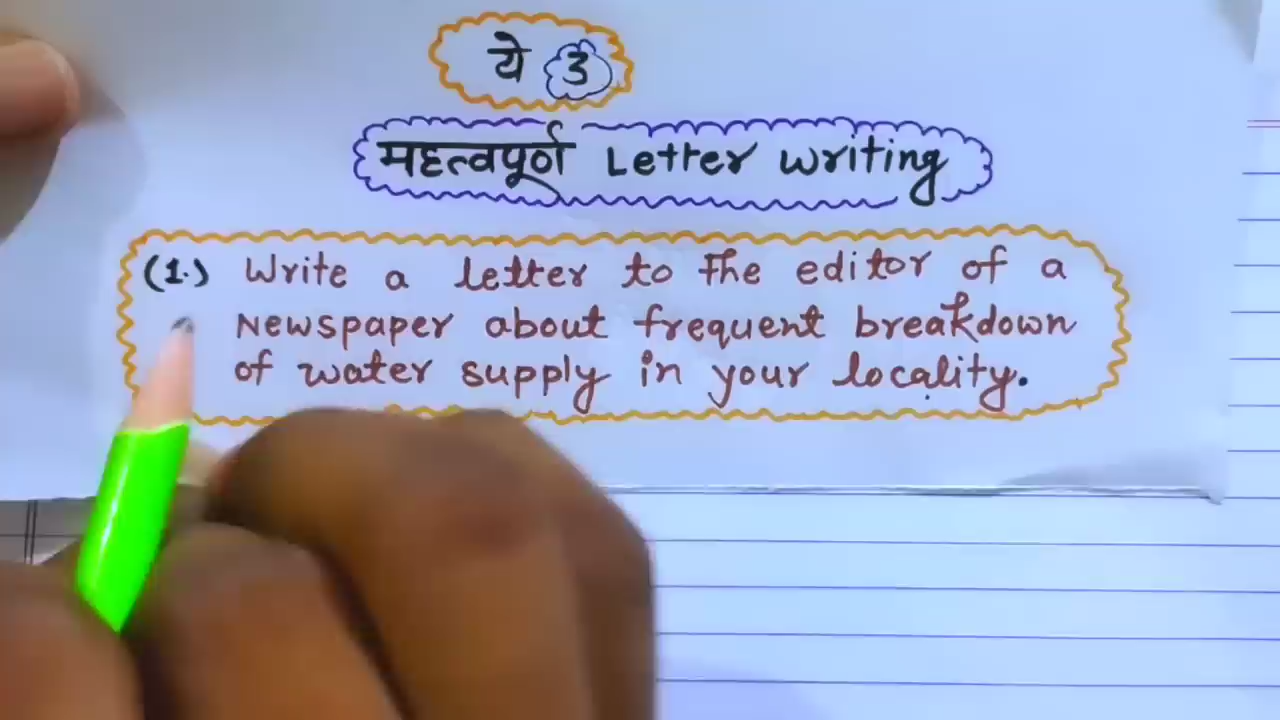 ये 3
महत्वपूर्ण Letter writing
(1.) Write a letter to the editor of a
Newspaper about frequent breakdown
of water supply in your locality.